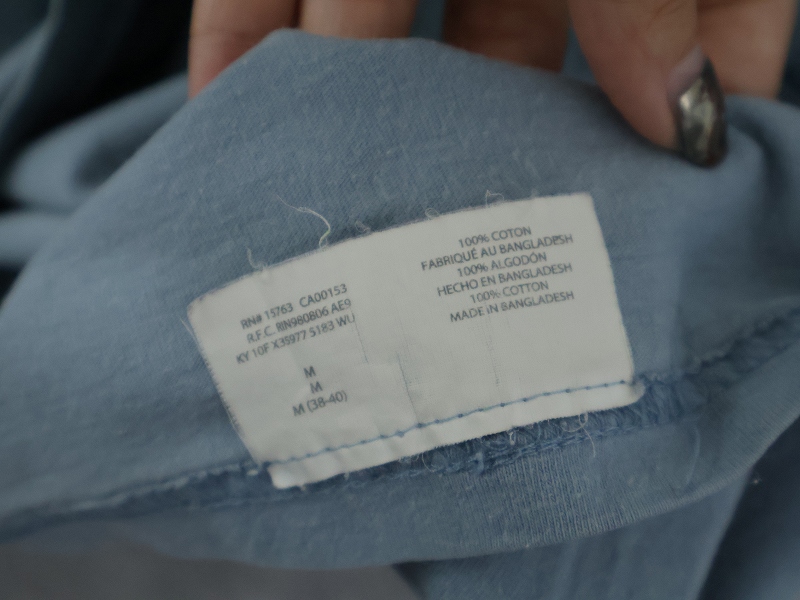 RN# 15763 CA00153
R.F.C. RIN980806 AE9
KY 10F X35977 5183 WU
M
M
M (38-40)
100% COTON
FABRIQUÉ AU BANGLADESH
100% ALGODÓN
HECHO EN BANGLADESH
100% COTTON
MADE IN BANGLADESH